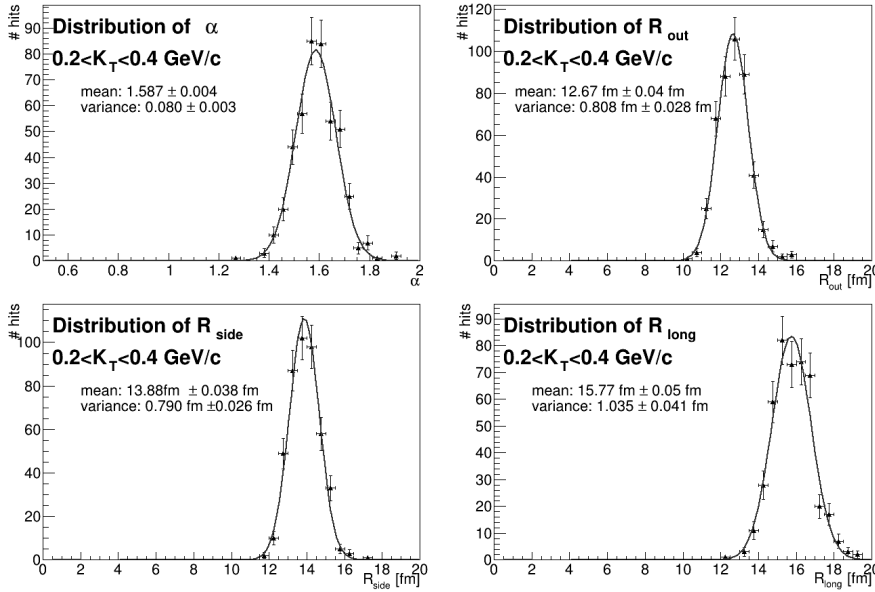 Distribution of α
0.2<K_T<0.4 GeV/c
mean: 1.587 ± 0.004
variance: 0.080 ± 0.003
# hits
90
80
70
60
50
40
30
20
10
0
0.6 0.8 1 1.2 1.4 1.6 1.8 2
α
Distribution of R_out
0.2<K_T<0.4 GeV/c
mean: 12.67 fm ± 0.04 fm
variance: 0.808 fm ± 0.028 fm
# hits
120
100
80
60
40
20
0
0 2 4 6 8 10 12 14 16 18 20
R_out [fm]
Distribution of R_side
0.2<K_T<0.4 GeV/c
mean: 13.88fm ± 0.038 fm
variance: 0.790 fm ±0.026 fm
# hits
100
80
60
40
20
0
0 2 4 6 8 10 12 14 16 18 20
R_side [fm]
Distribution of R_long
0.2<K_T<0.4 GeV/c
mean: 15.77 fm ± 0.05 fm
variance: 1.035 ± 0.041 fm
# hits
90
80
70
60
50
40
30
20
10
0
0 2 4 6 8 10 12 14 16 18 20
R_long [fm]